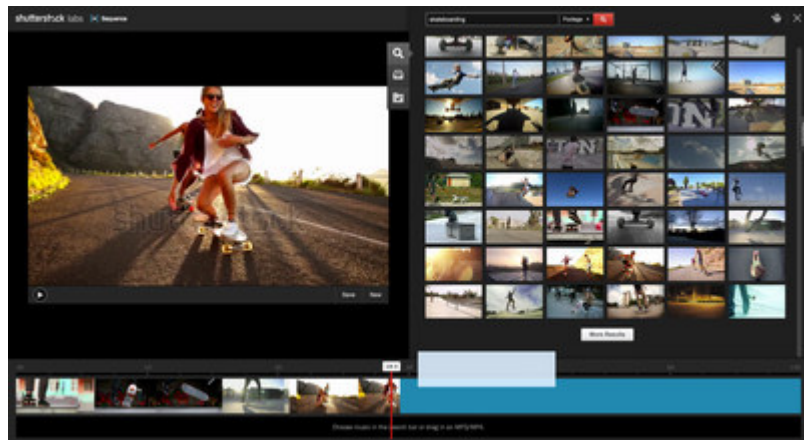 shutterstock labs Sequence
skateboarding Footage
shutterstock
Save New
More Results
Choose music in the search bar or drag in an MP3/MP4.